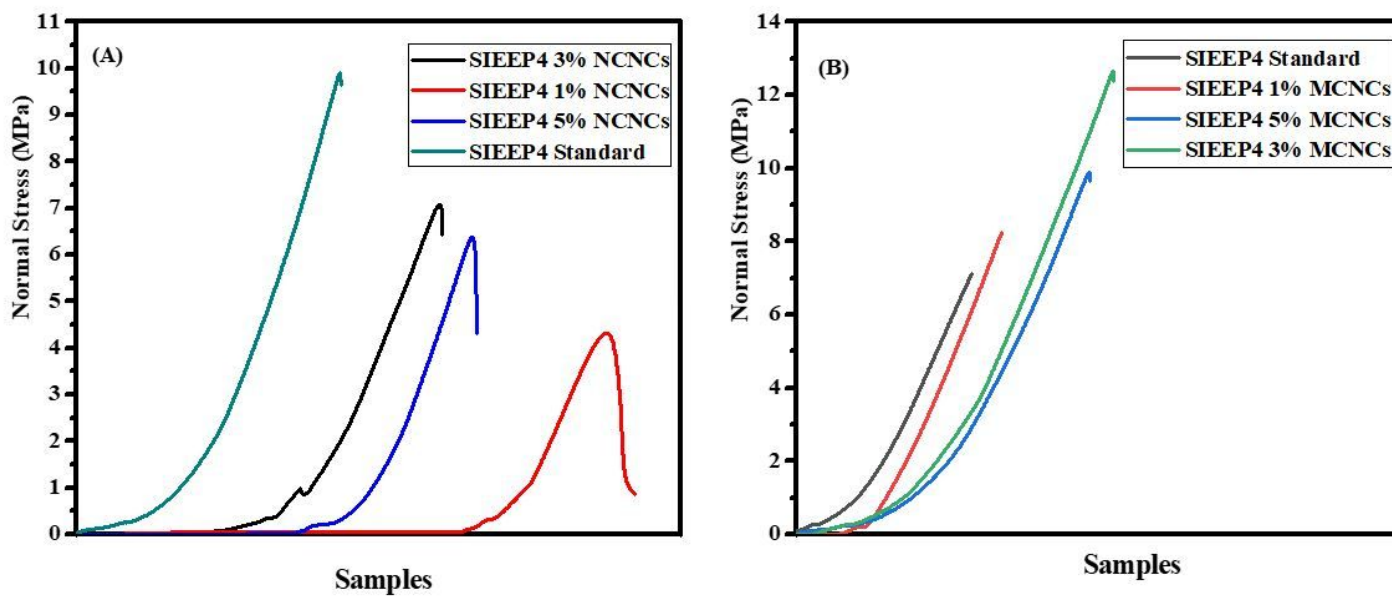 (A)
SIEEP4 3% NCNCs
SIEEP4 1% NCNCs
SIEEP4 5% NCNCs
SIEEP4 Standard
Normal Stress (MPa)
11
10
9
8
7
6
5
4
3
2
1
0
Samples
(B)
SIEEP4 Standard
SIEEP4 1% MCNCs
SIEEP4 5% MCNCs
SIEEP4 3% MCNCs
Normal Stress (MPa)
14
12
10
8
6
4
2
0
Samples